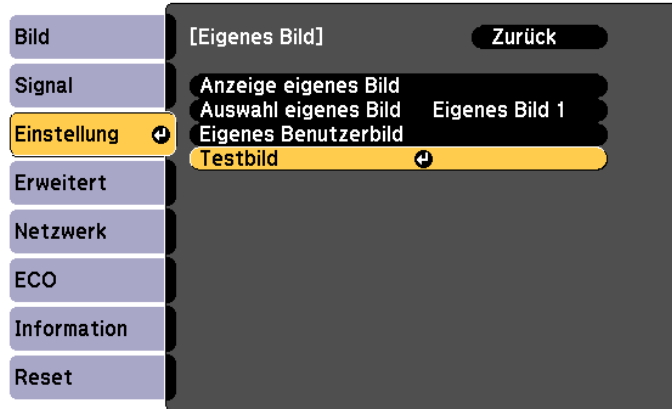 Bild
Signal
Einstellung
Erweitert
Netzwerk
ECO
Information
Reset
[Eigenes Bild] Zurück
Anzeige eigenes Bild
Auswahl eigenes Bild Eigenes Bild 1
Eigenes Benutzerbild
Testbild